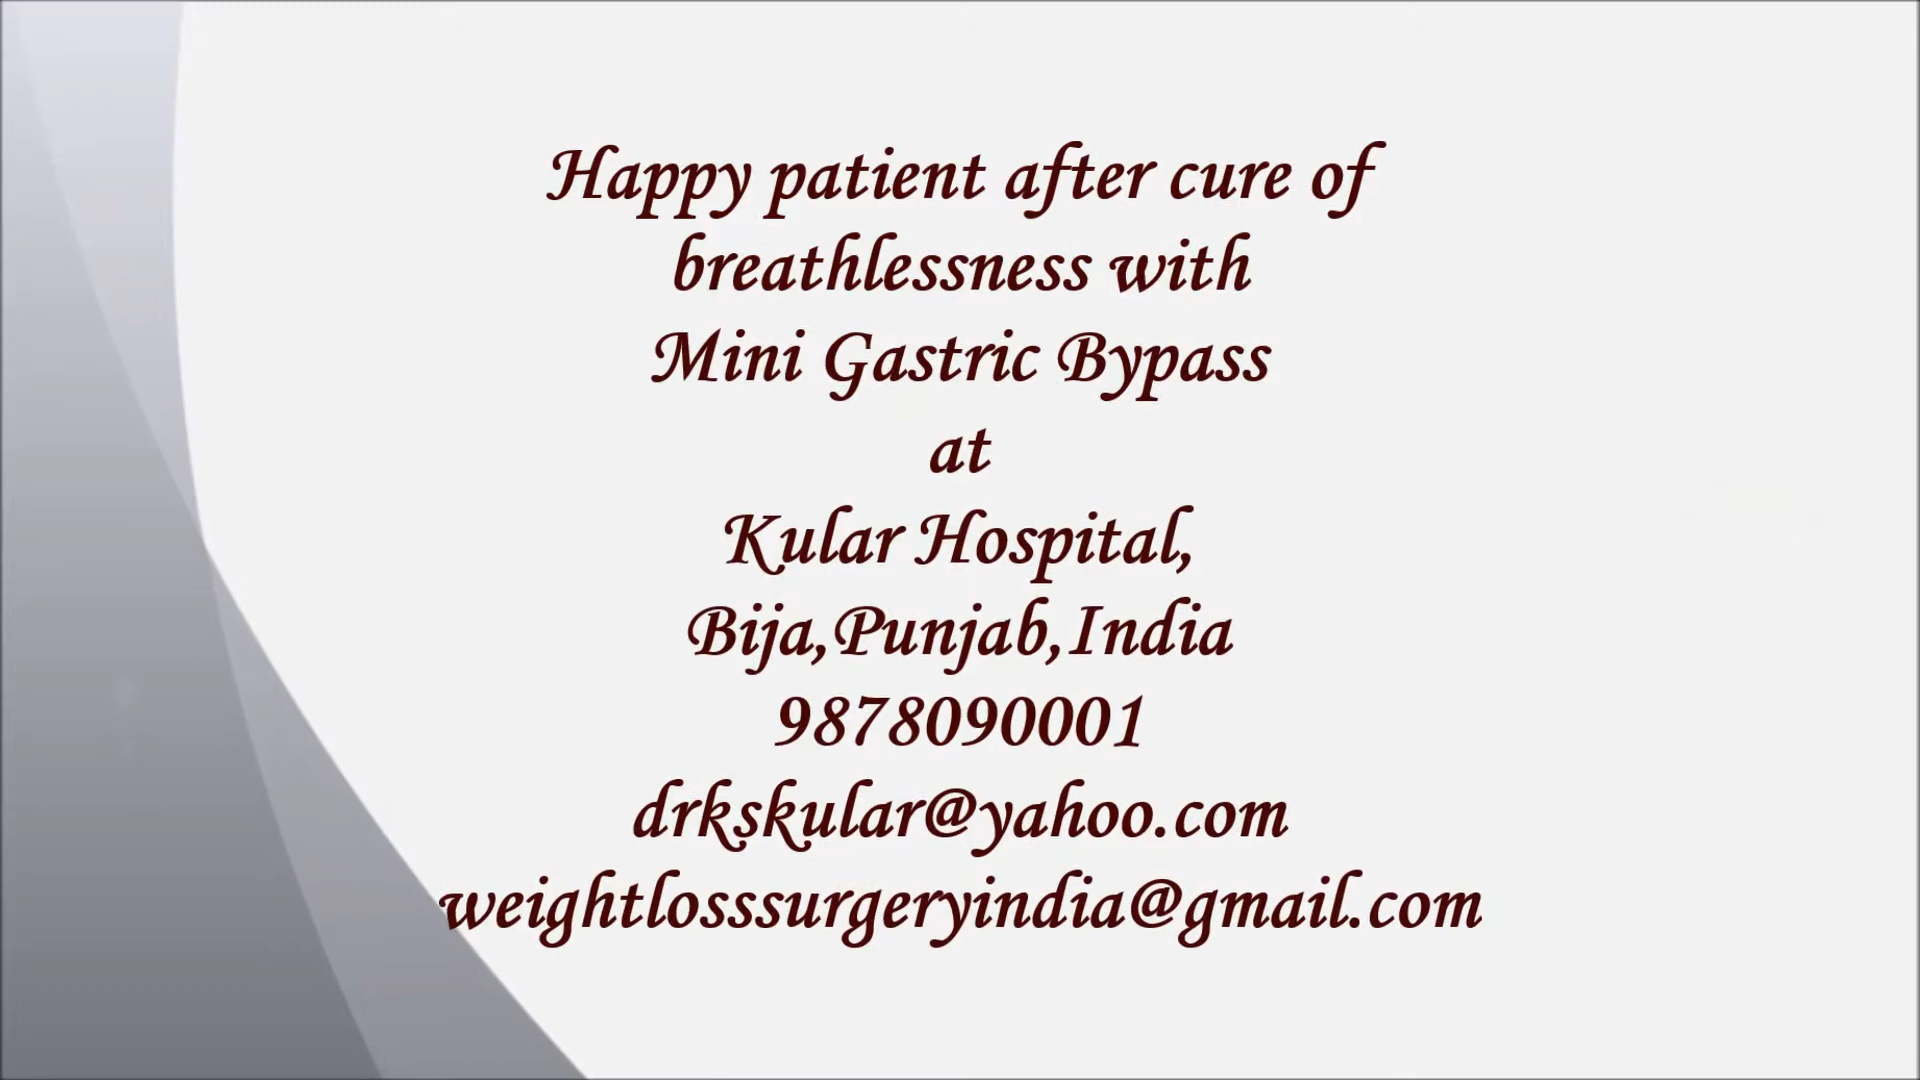 Happy patient after cure of
breathlessness with
Mini Gastric Bypass
at
Kular Hospital,
Bija,Punjab,India
9878090001
drkskular@yahoo.com
weightlosssurgeryindia@gmail.com